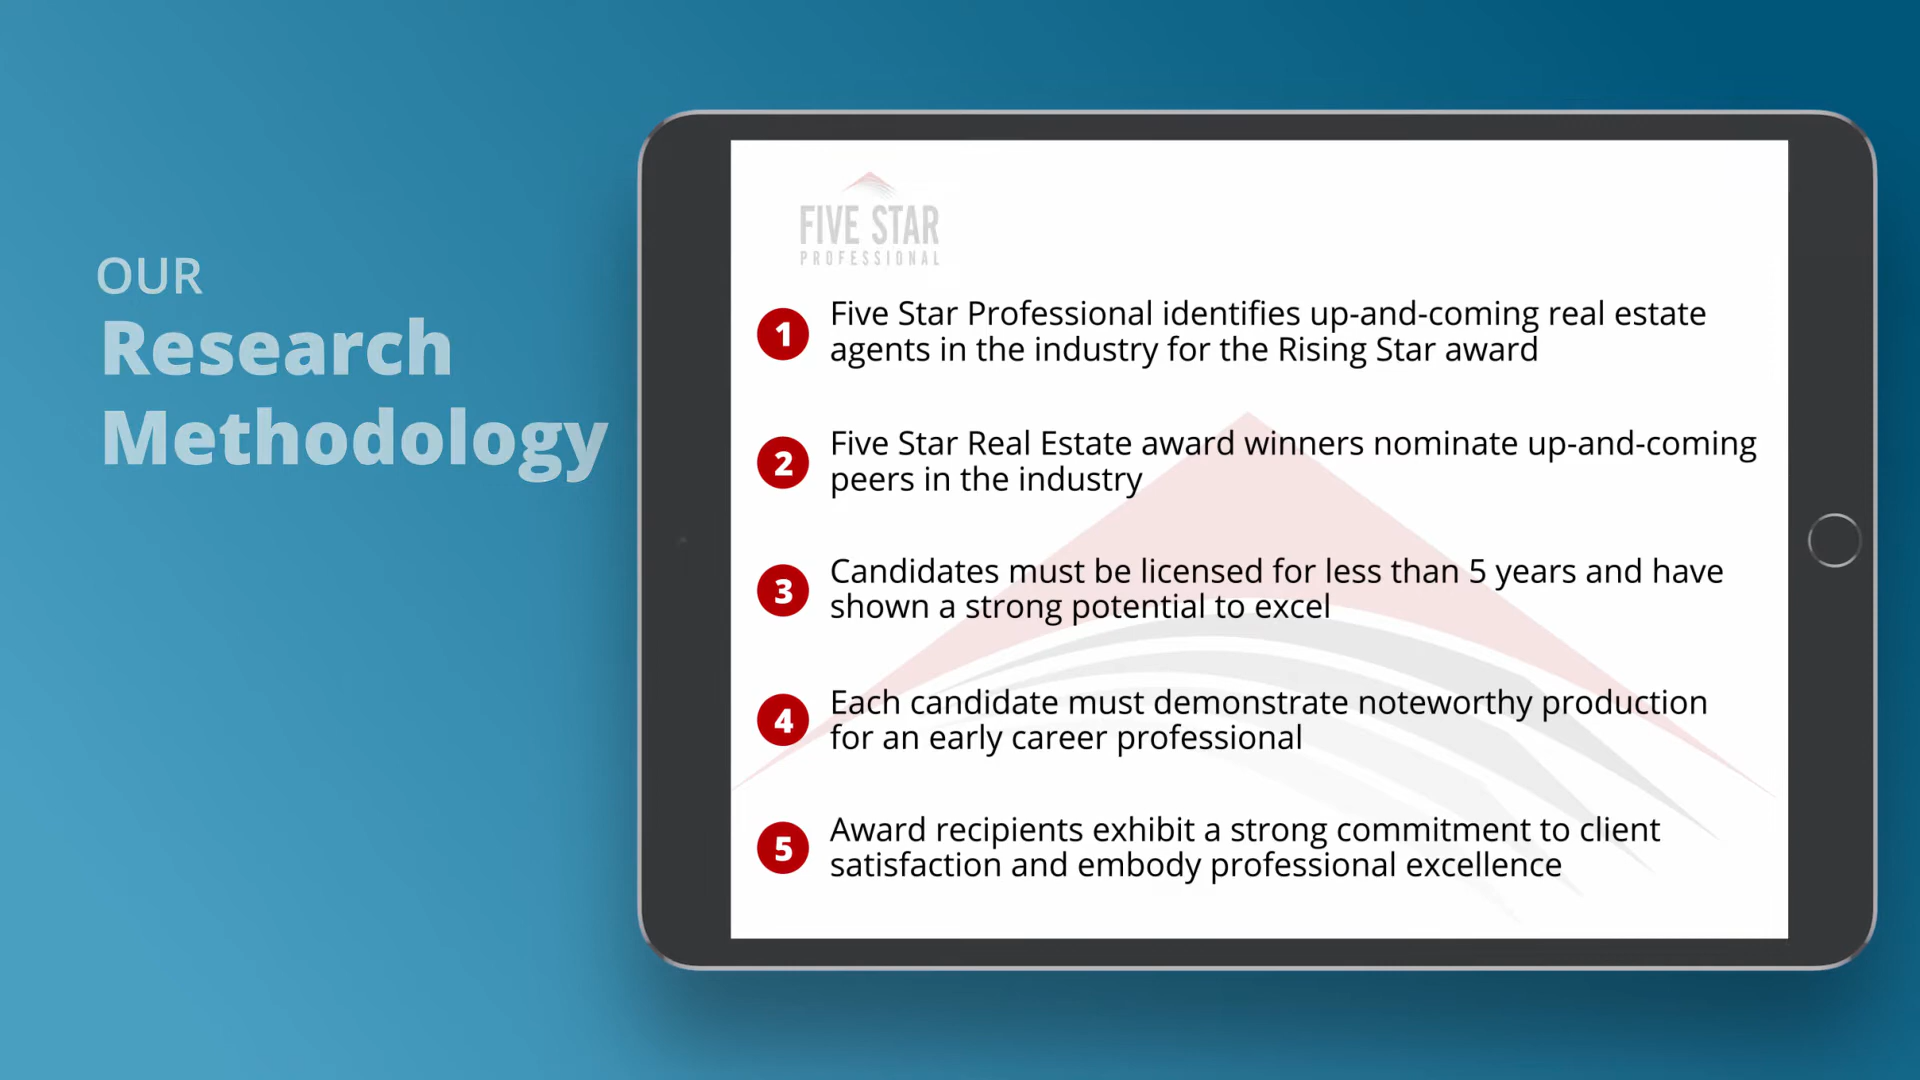 OUR
Research
Methodology
FIVE STAR
PROFESSIONAL
1
Five Star Professional identifies up-and-coming real estate
agents in the industry for the Rising Star award
2
Five Star Real Estate award winners nominate up-and-coming
peers in the industry
3
Candidates must be licensed for less than 5 years and have
shown a strong potential to excel
4
Each candidate must demonstrate noteworthy production
for an early career professional
5
Award recipients exhibit a strong commitment to client
satisfaction and embody professional excellence